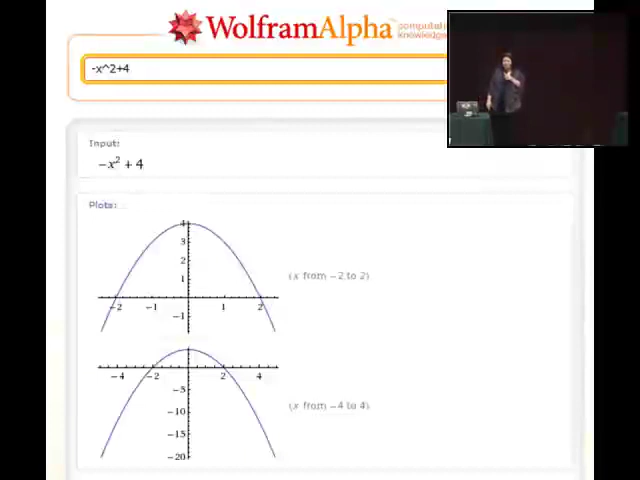 WolframAlpha computati
knowledge
-x^2+4
Input:
−x² + 4
Plots:
4
3
2
1
−2 −1 1 2
−1
(x from −2 to 2)
−4 −2 2 4
−5
−10
−15
−20
(x from −4 to 4)